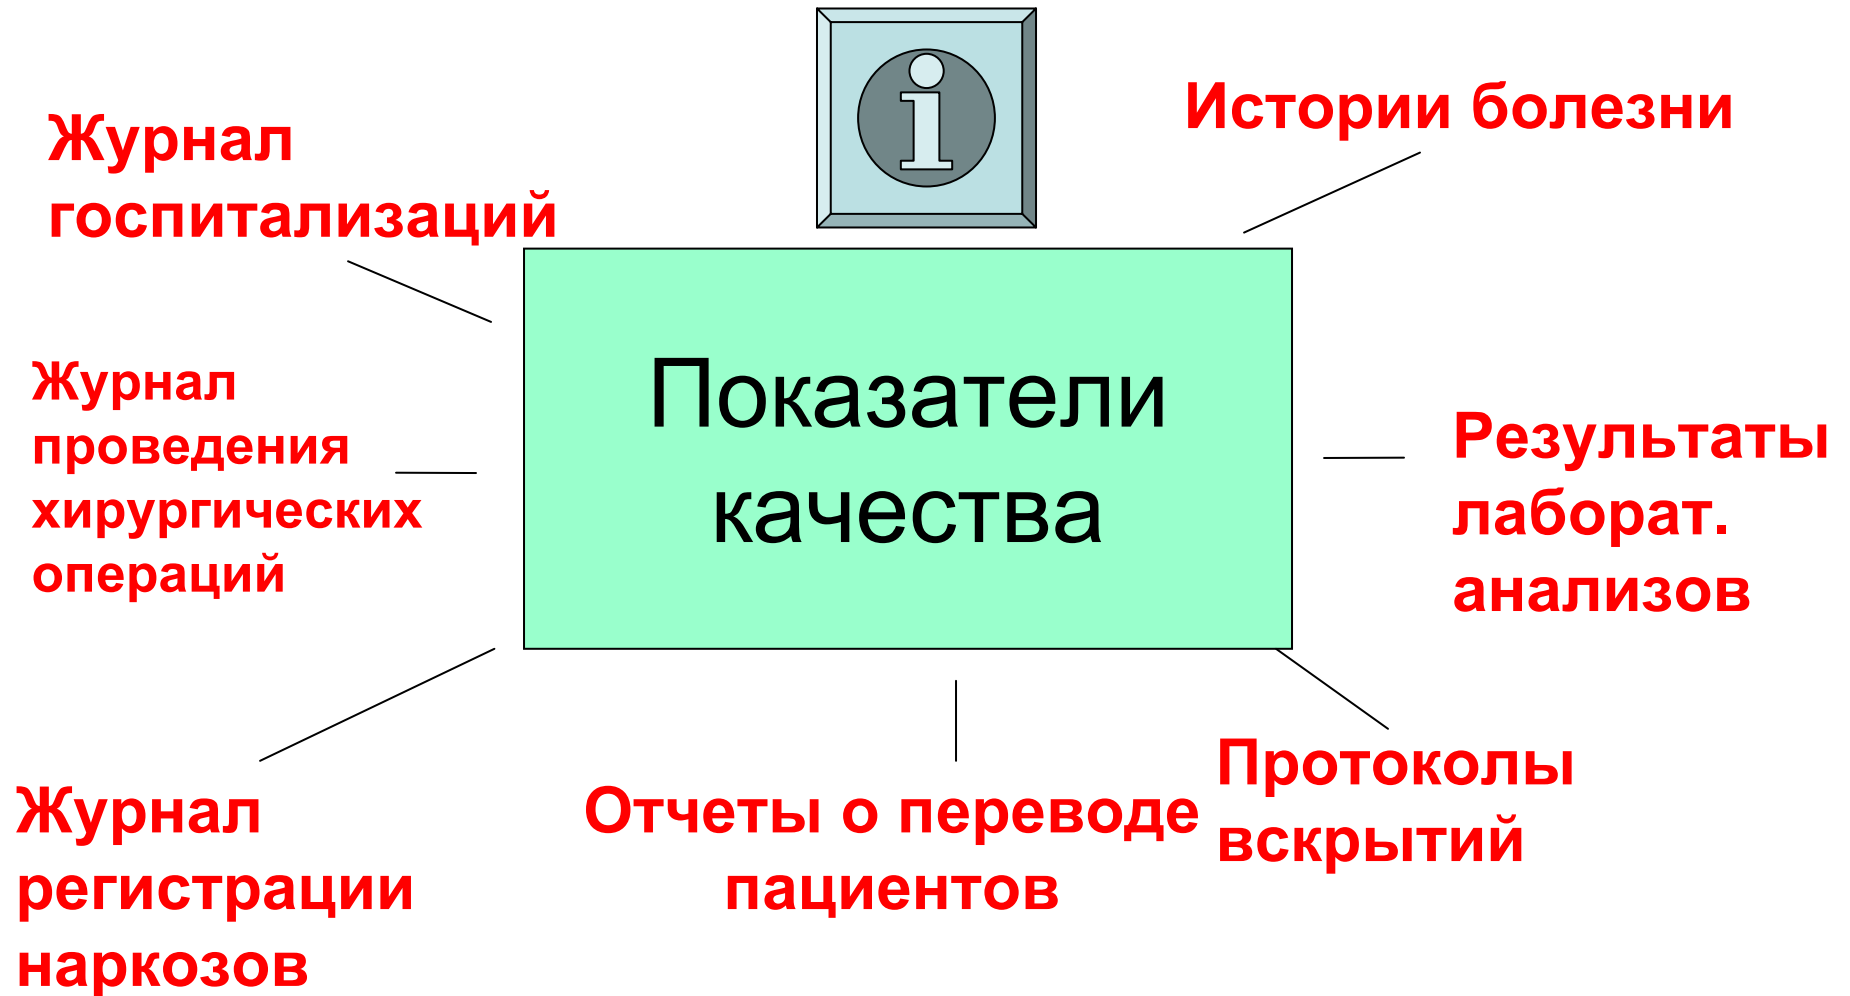 Журнал
госпитализаций
Истории болезни
Журнал
проведения
хирургических
операций
Показатели
качества
Результаты
лаборат.
анализов
Журнал
регистрации
наркозов
Отчеты о переводе
пациентов
Протоколы
вскрытий